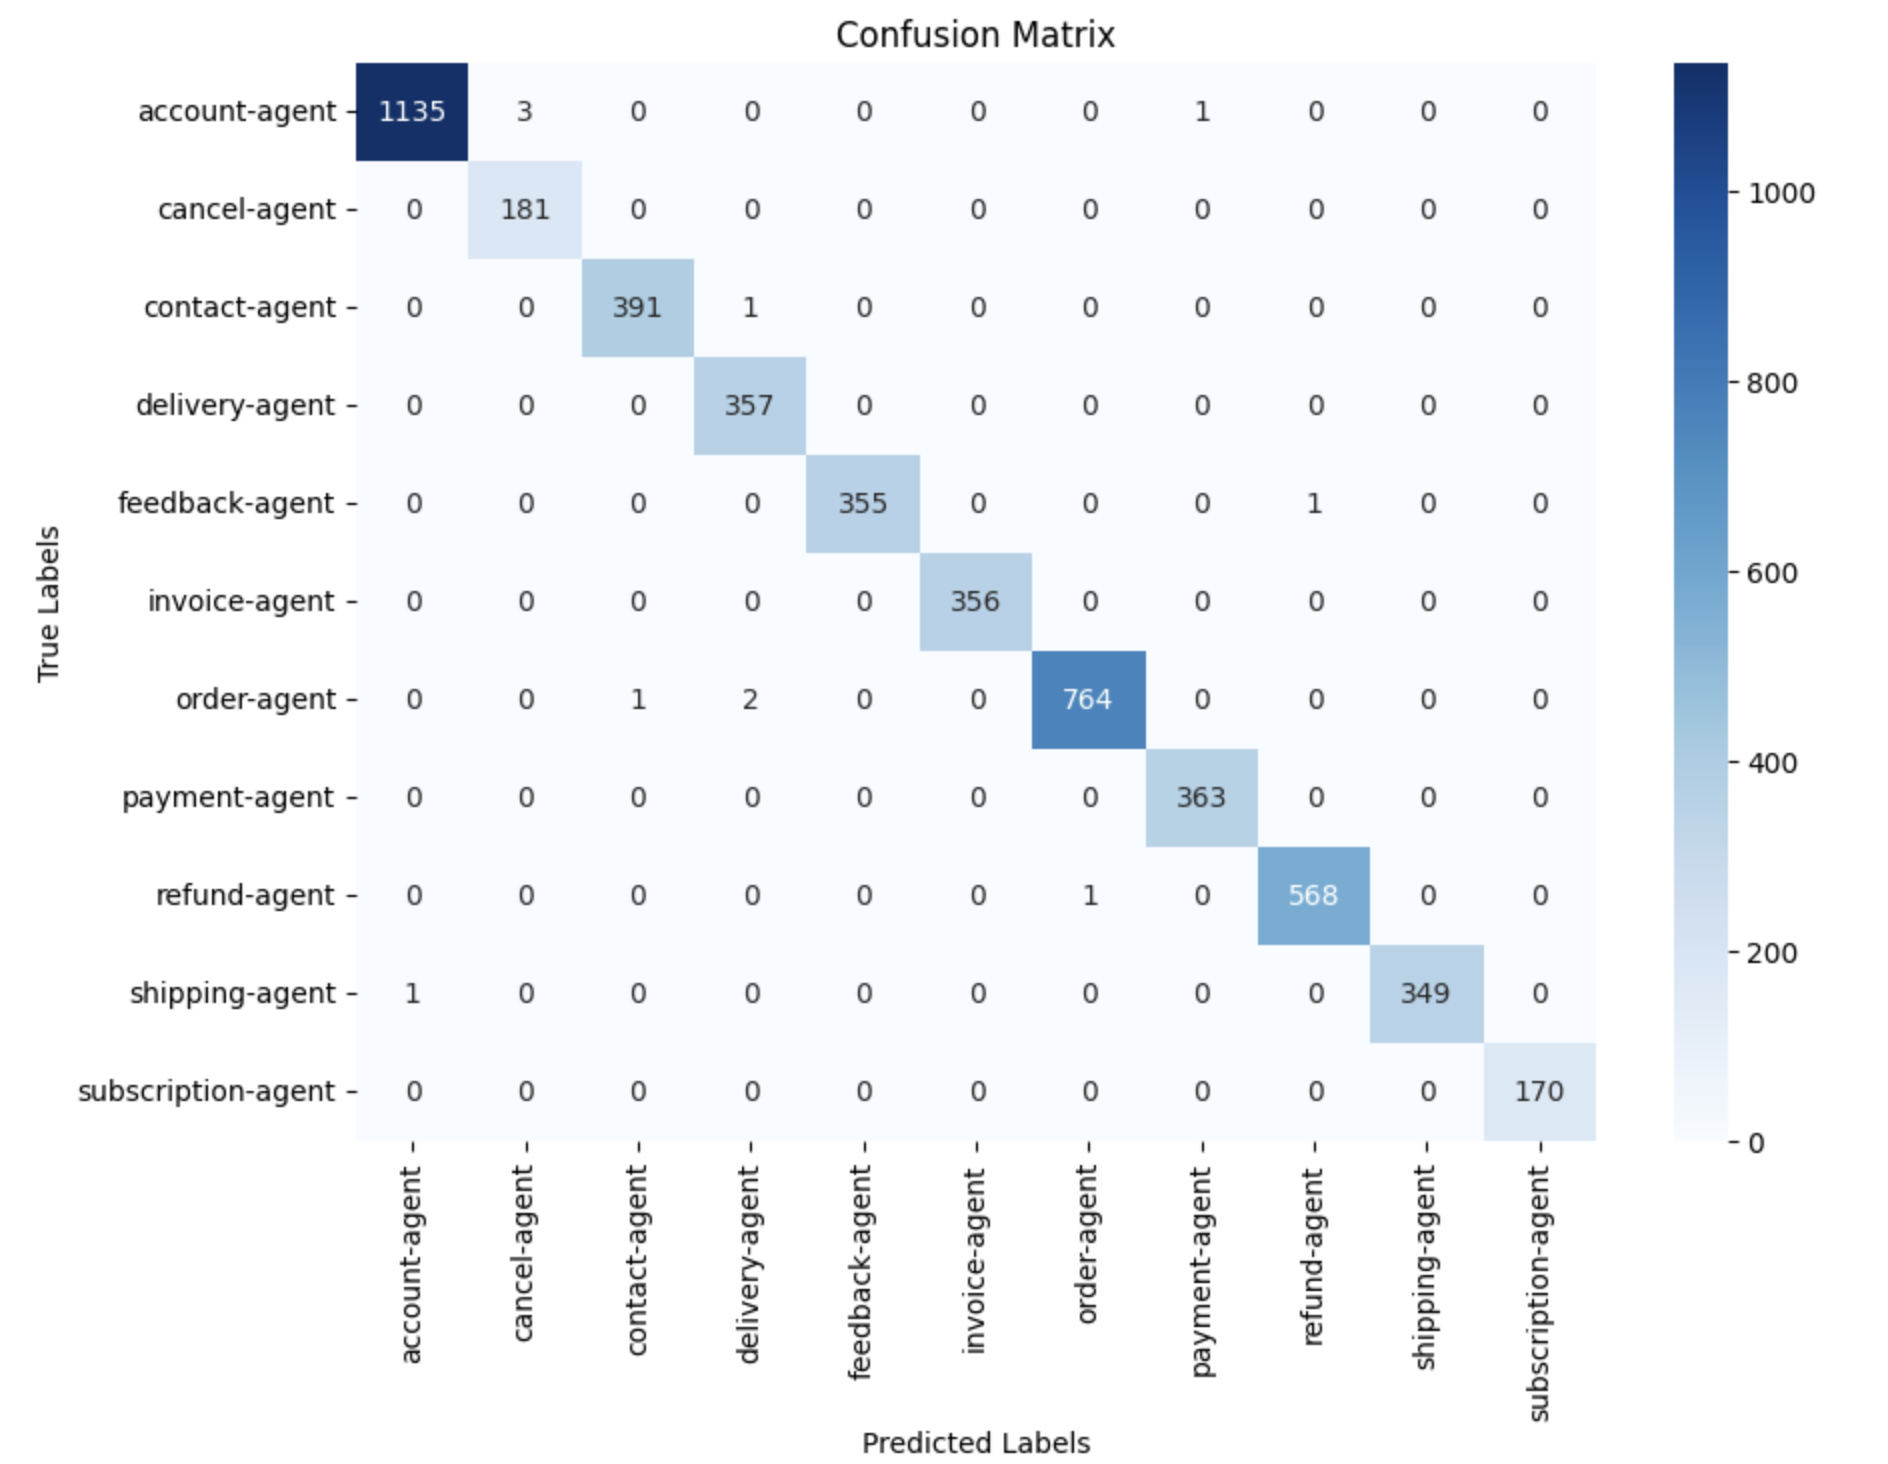 Confusion Matrix
account-agent 1135 3 0 0 0 0 0 1 0 0 0
cancel-agent 0 181 0 0 0 0 0 0 0 0 0
contact-agent 0 0 391 1 0 0 0 0 0 0 0
delivery-agent 0 0 0 357 0 0 0 0 0 0 0
feedback-agent 0 0 0 0 355 0 0 0 1 0 0
invoice-agent 0 0 0 0 0 356 0 0 0 0 0
order-agent 0 0 1 2 0 0 764 0 0 0 0
payment-agent 0 0 0 0 0 0 0 363 0 0 0
refund-agent 0 0 0 0 0 0 1 0 568 0 0
shipping-agent 1 0 0 0 0 0 0 0 0 349 0
subscription-agent 0 0 0 0 0 0 0 0 0 0 170
True Labels
account-agent
cancel-agent
contact-agent
delivery-agent
feedback-agent
invoice-agent
order-agent
payment-agent
refund-agent
shipping-agent
subscription-agent
Predicted Labels
1000
800
600
400
200
0